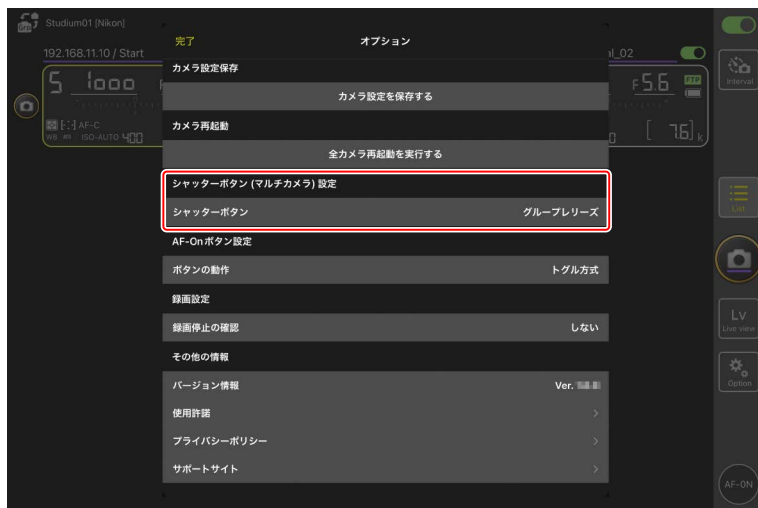 Studium01 [Nikon]
192.168.11.10 / Start
完了
オプション
カメラ設定保存
カメラ設定を保存する
カメラ再起動
全カメラ再起動を実行する
シャッターボタン (マルチカメラ) 設定
シャッターボタン
グループレリーズ
AF-Onボタン設定
ボタンの動作
トグル方式
録画設定
録画停止の確認
しない
その他の情報
バージョン情報
Ver.
使用許諾
プライバシーポリシー
サポートサイト
S 1000
AF-C
WB
ISO-AUTO 400
al_02
F5.6
FTP
[ 7.6] k
Interval
List
Lv
Live view
Option
AF-ON